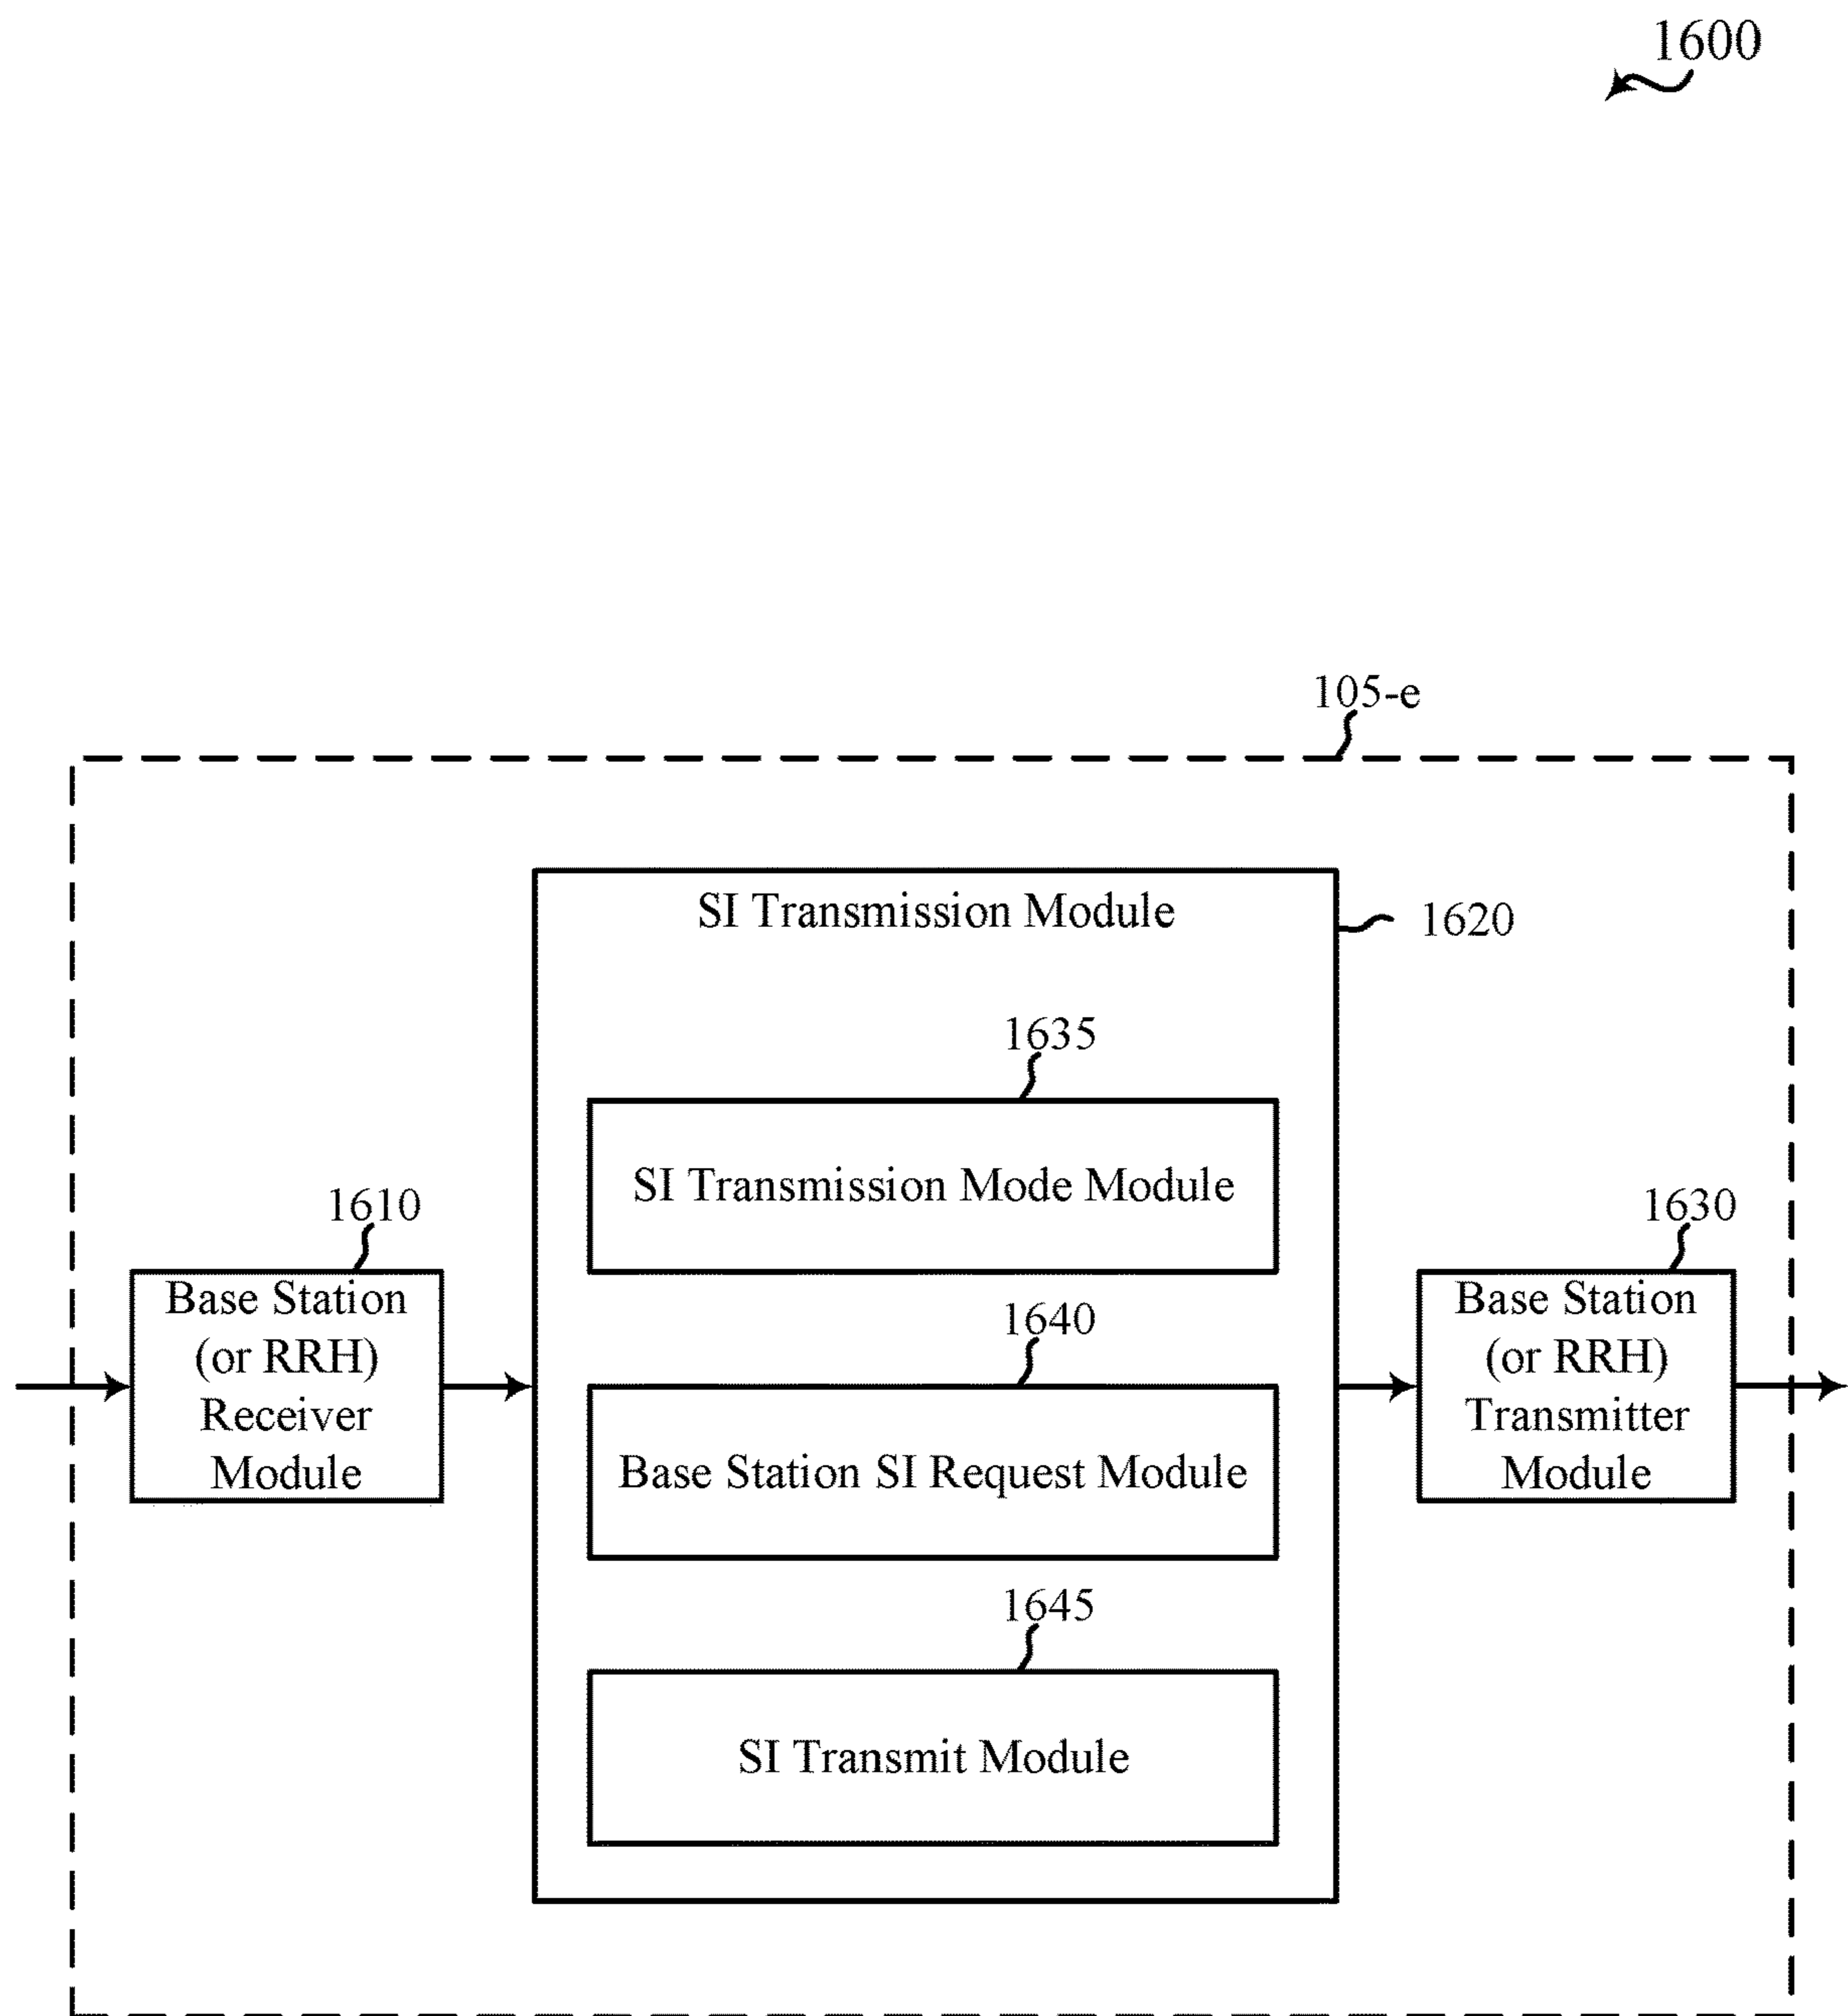 1600
105-e
SI Transmission Module
1620
1635
SI Transmission Mode Module
1610
Base Station
(or RRH)
Receiver
Module
1640
Base Station SI Request Module
1630
Base Station
(or RRH)
Transmitter
Module
1645
SI Transmit Module